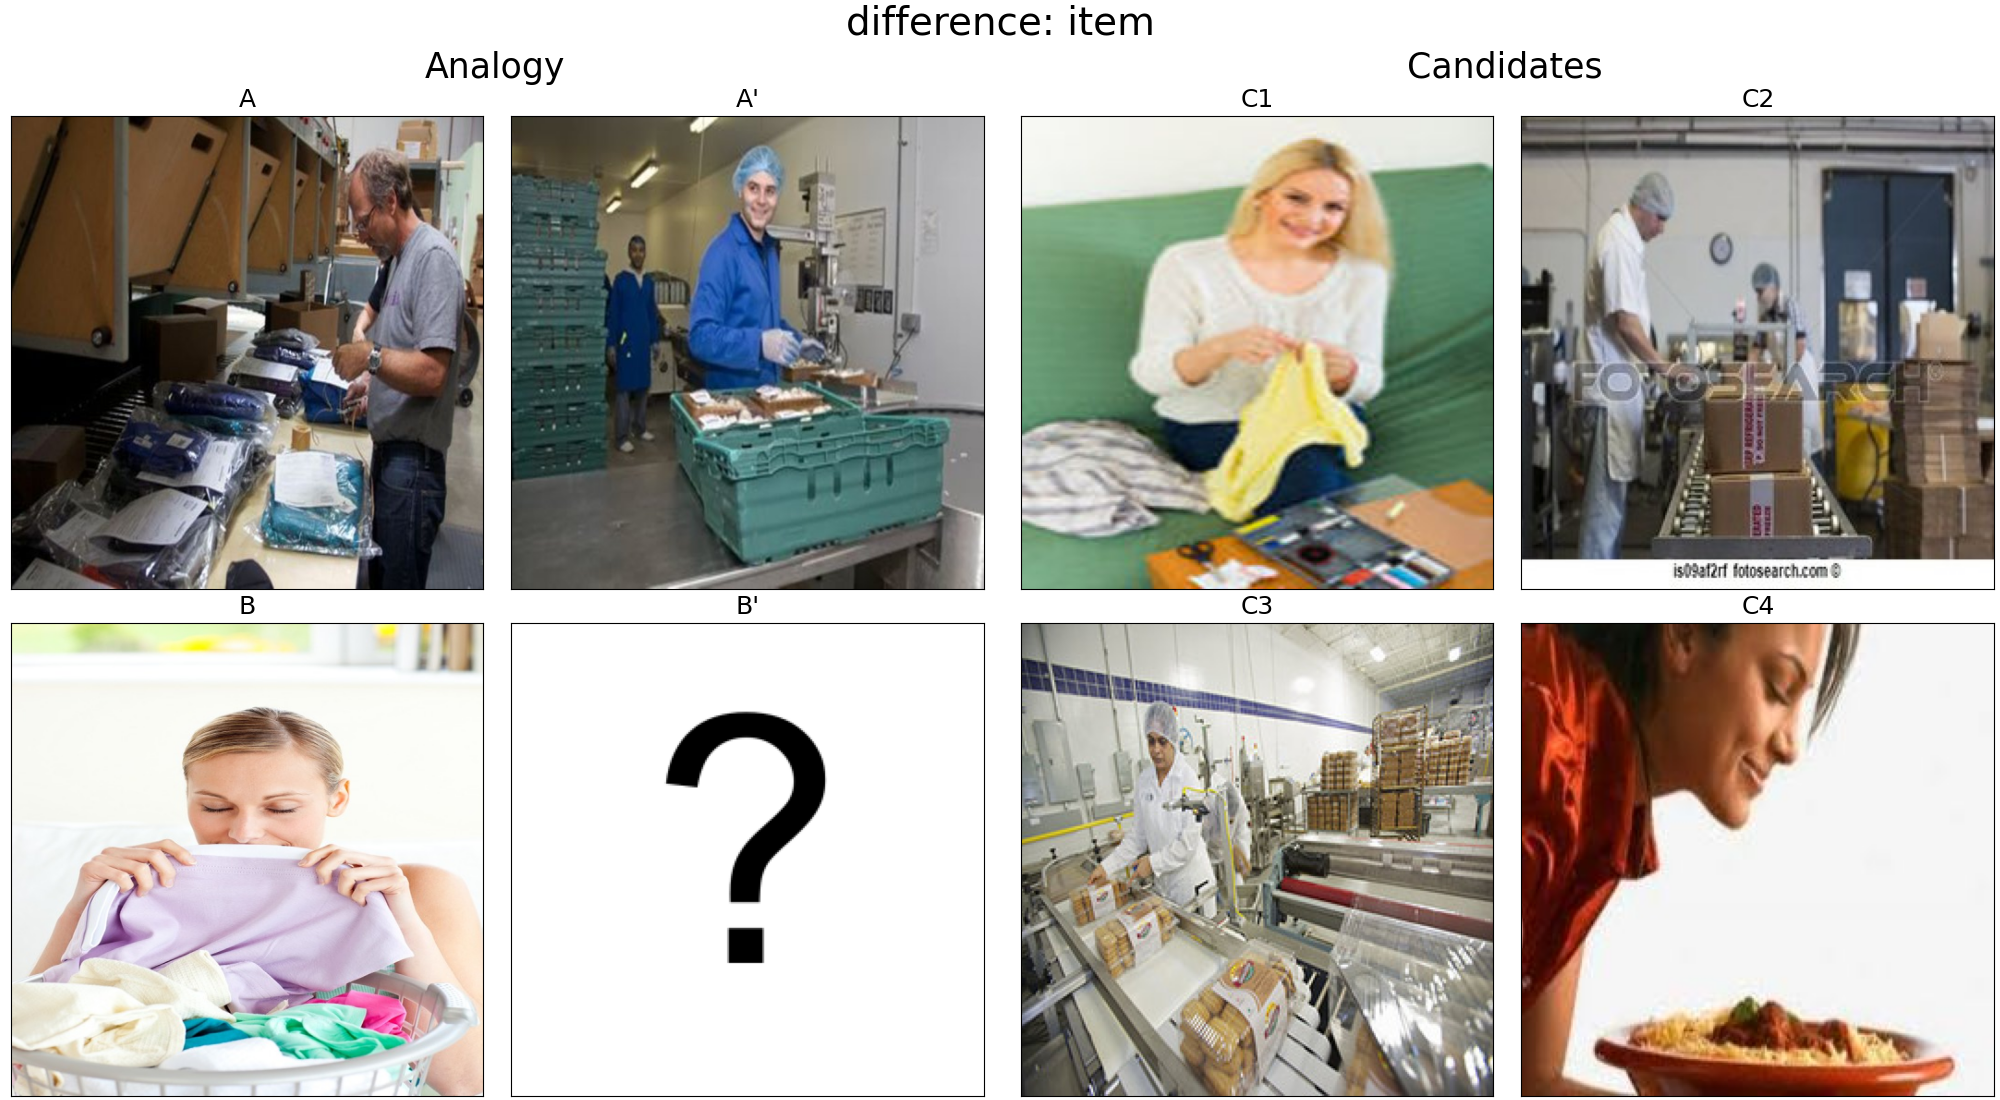 difference: item
Analogy
Candidates
A
A'
C1
C2
FOTOSEARCH®
is09af2rf fotosearch.com ©
B
B'
C3
C4
?